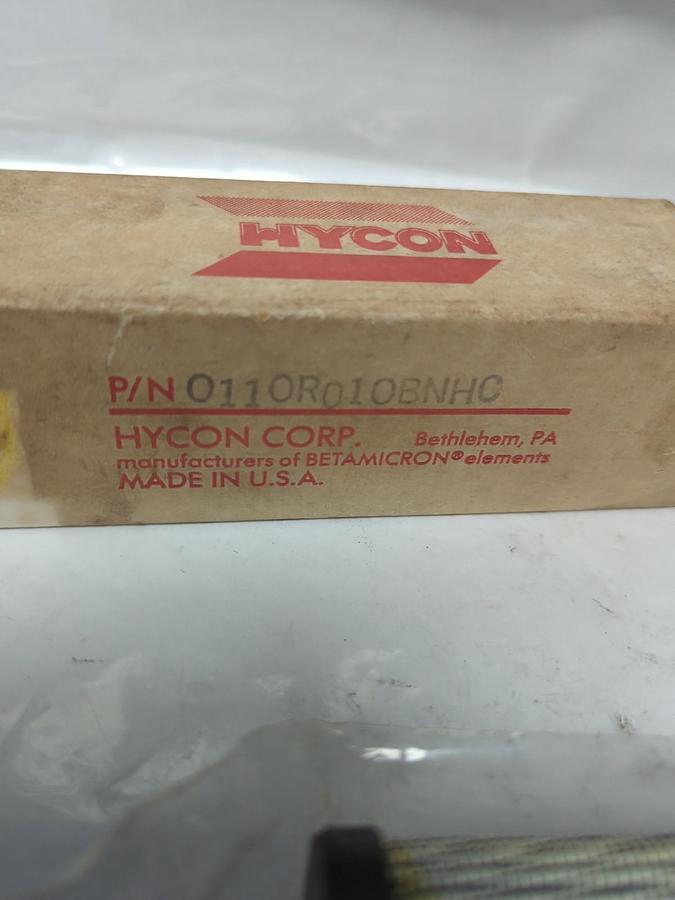 HYCON
P/N 0110R010BNHC
HYCON CORP. Bethlehem, PA
manufacturers of BETAMICRON® elements
MADE IN U.S.A.